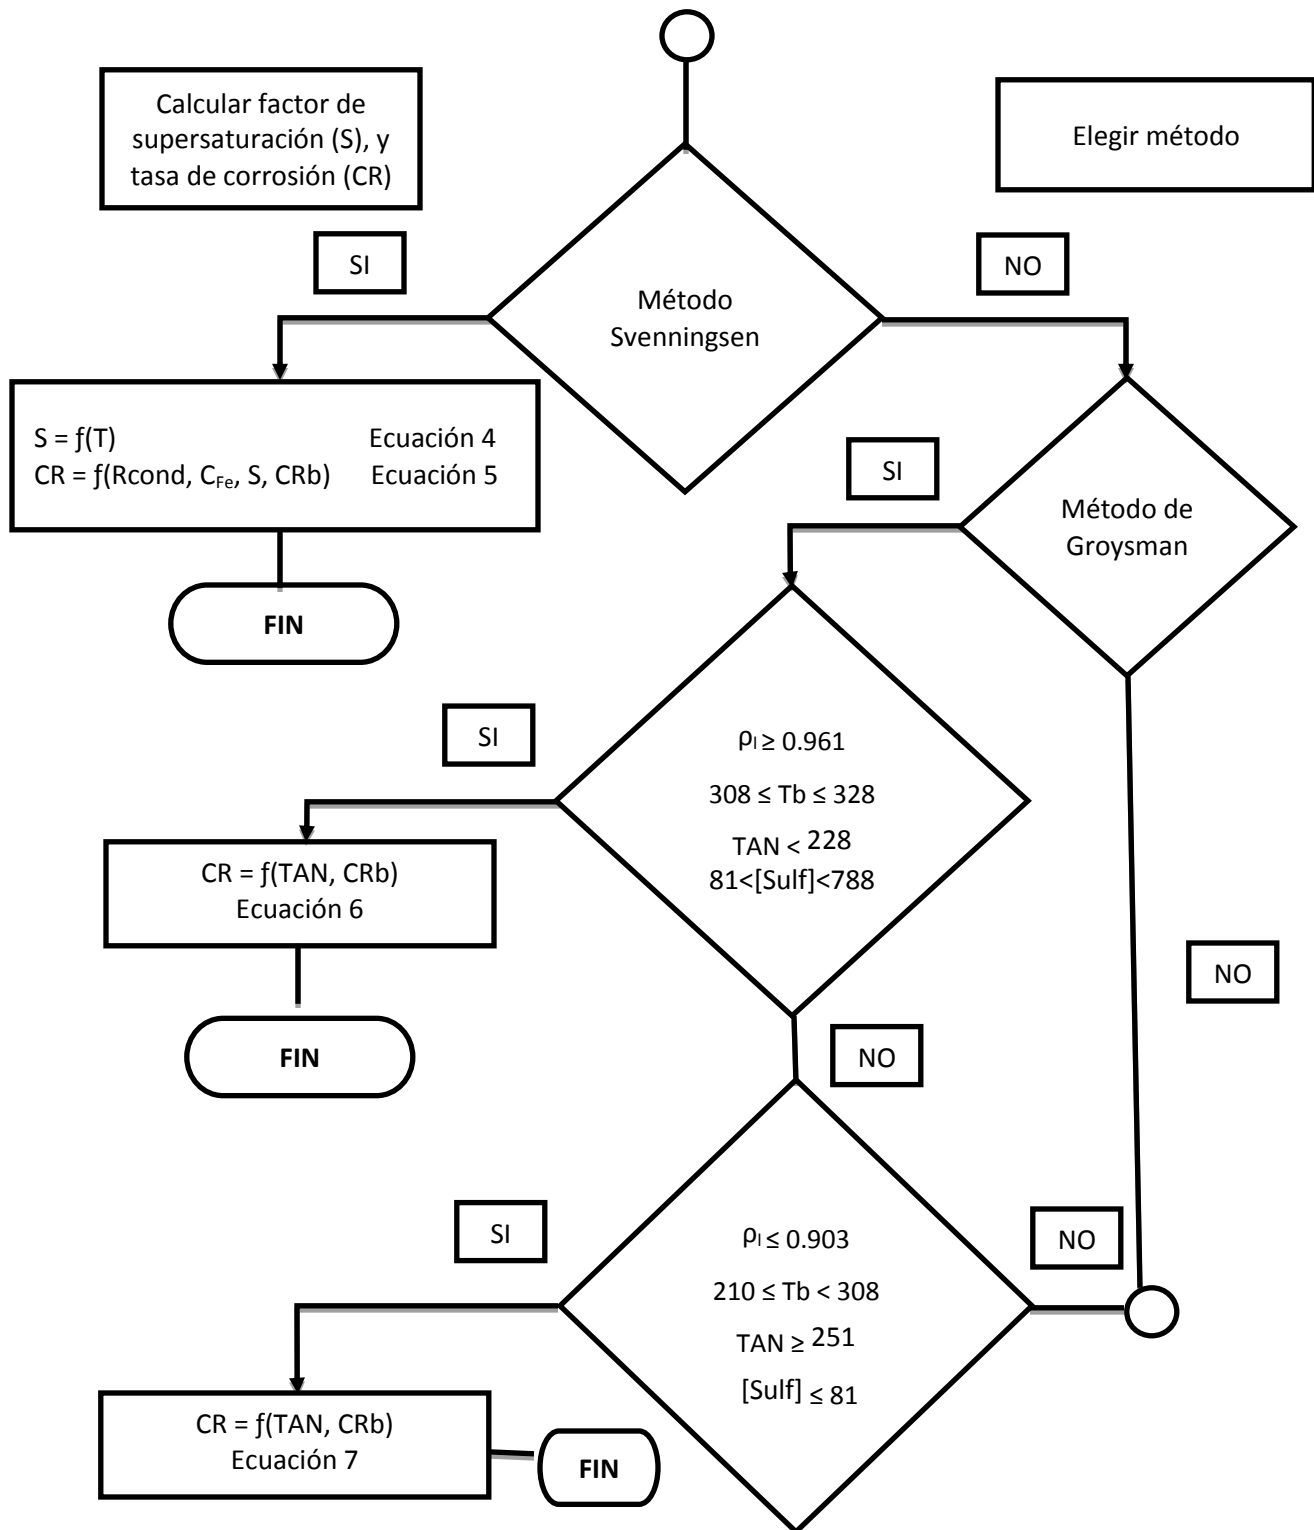 Calcular factor de
supersaturación (S), y
tasa de corrosión (CR)
Elegir método
SI
NO
Método
Svenningsen
S = ƒ(T) Ecuación 4
CR = ƒ(Rcond, C_Fe, S, CRb) Ecuación 5
SI
Método de
Groysman
FIN
SI
ρl ≥ 0.961
308 ≤ Tb ≤ 328
TAN < 228
81<[Sulf]<788
CR = ƒ(TAN, CRb)
Ecuación 6
NO
FIN
NO
SI
ρl ≤ 0.903
210 ≤ Tb < 308
TAN ≥ 251
[Sulf] ≤ 81
NO
CR = ƒ(TAN, CRb)
Ecuación 7
FIN